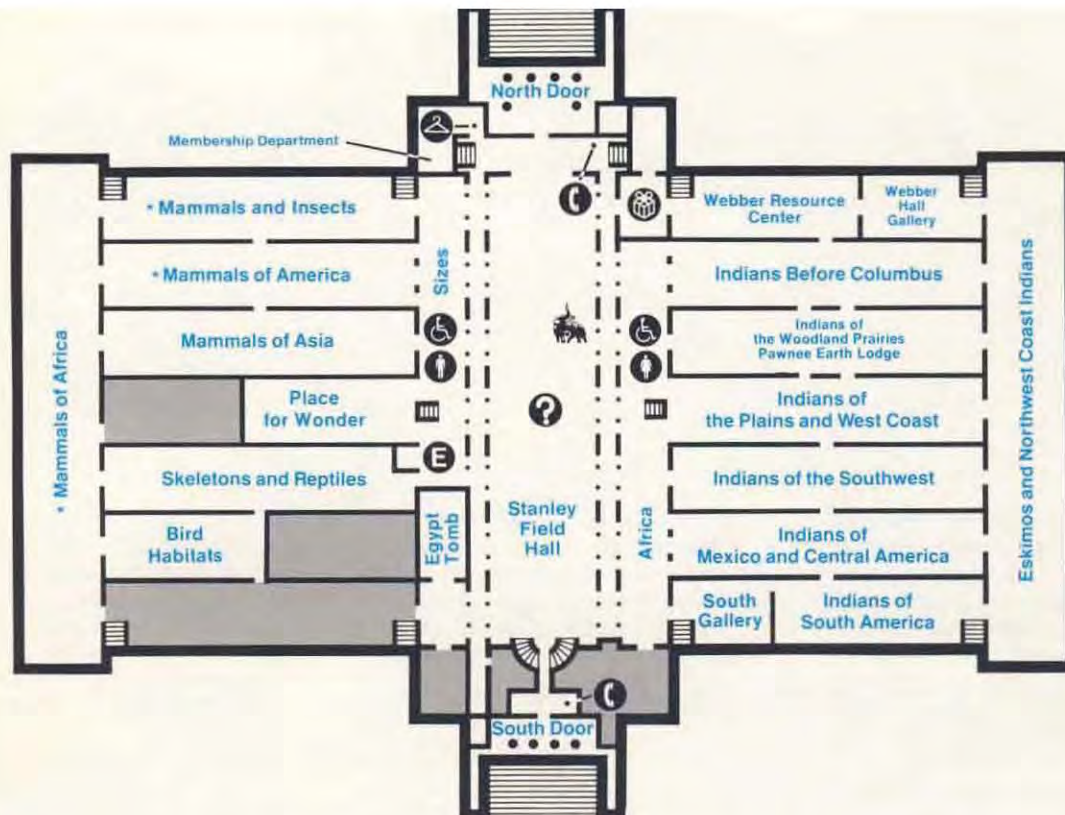 North Door
Membership Department
* Mammals and Insects
Webber Resource
Center
Webber
Hall
Gallery
* Mammals of America
Sizes
Indians Before Columbus
Mammals of Asia
Indians of
the Woodland Prairies
Pawnee Earth Lodge
* Mammals of Africa
Place
for Wonder
?
Indians of
the Plains and West Coast
Eskimos and Northwest Coast Indians
E
Skeletons and Reptiles
Indians of the Southwest
Bird
Habitats
Egypt
Tomb
Stanley
Field
Hall
Africa
Indians of
Mexico and Central America
South
Gallery
Indians of
South America
South Door